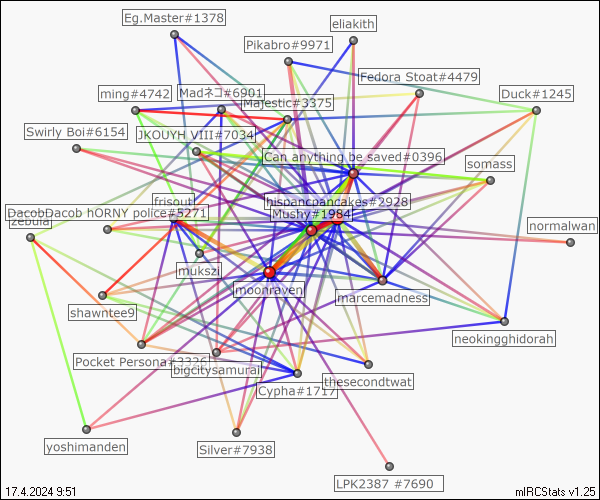 Eg.Master#1378
eliakith
Pikabro#9971
Fedora Stoat#4479
ming#4742
Madネコ#6901
Majestic#3375
Duck#1245
Swirly Boi#6154
JKOUYH VIII#7034
Can anything be saved#0396
somass
frisout
hispancpancakes#2928
DacobDacob hORNY police#5271
Mushy#1984
zebula
normalwan
mukszi
moonraven
marcemadness
shawntee9
neokingghidorah
Pocket Persona#3326
bigcitysamurai
Cypha#1717
thesecondtwat
yoshimanden
Silver#7938
LPK2387 #7690
17.4.2024 9:51
mIRCStats v1.25